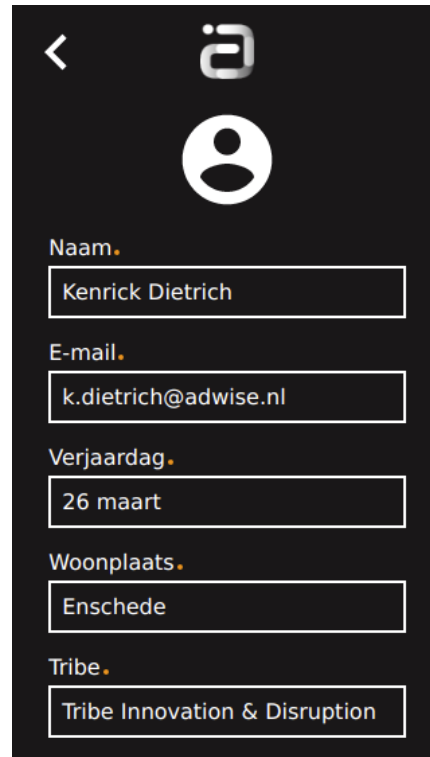 Naam.
Kenrick Dietrich
E-mail.
k.dietrich@adwise.nl
Verjaardag.
26 maart
Woonplaats.
Enschede
Tribe.
Tribe Innovation & Disruption